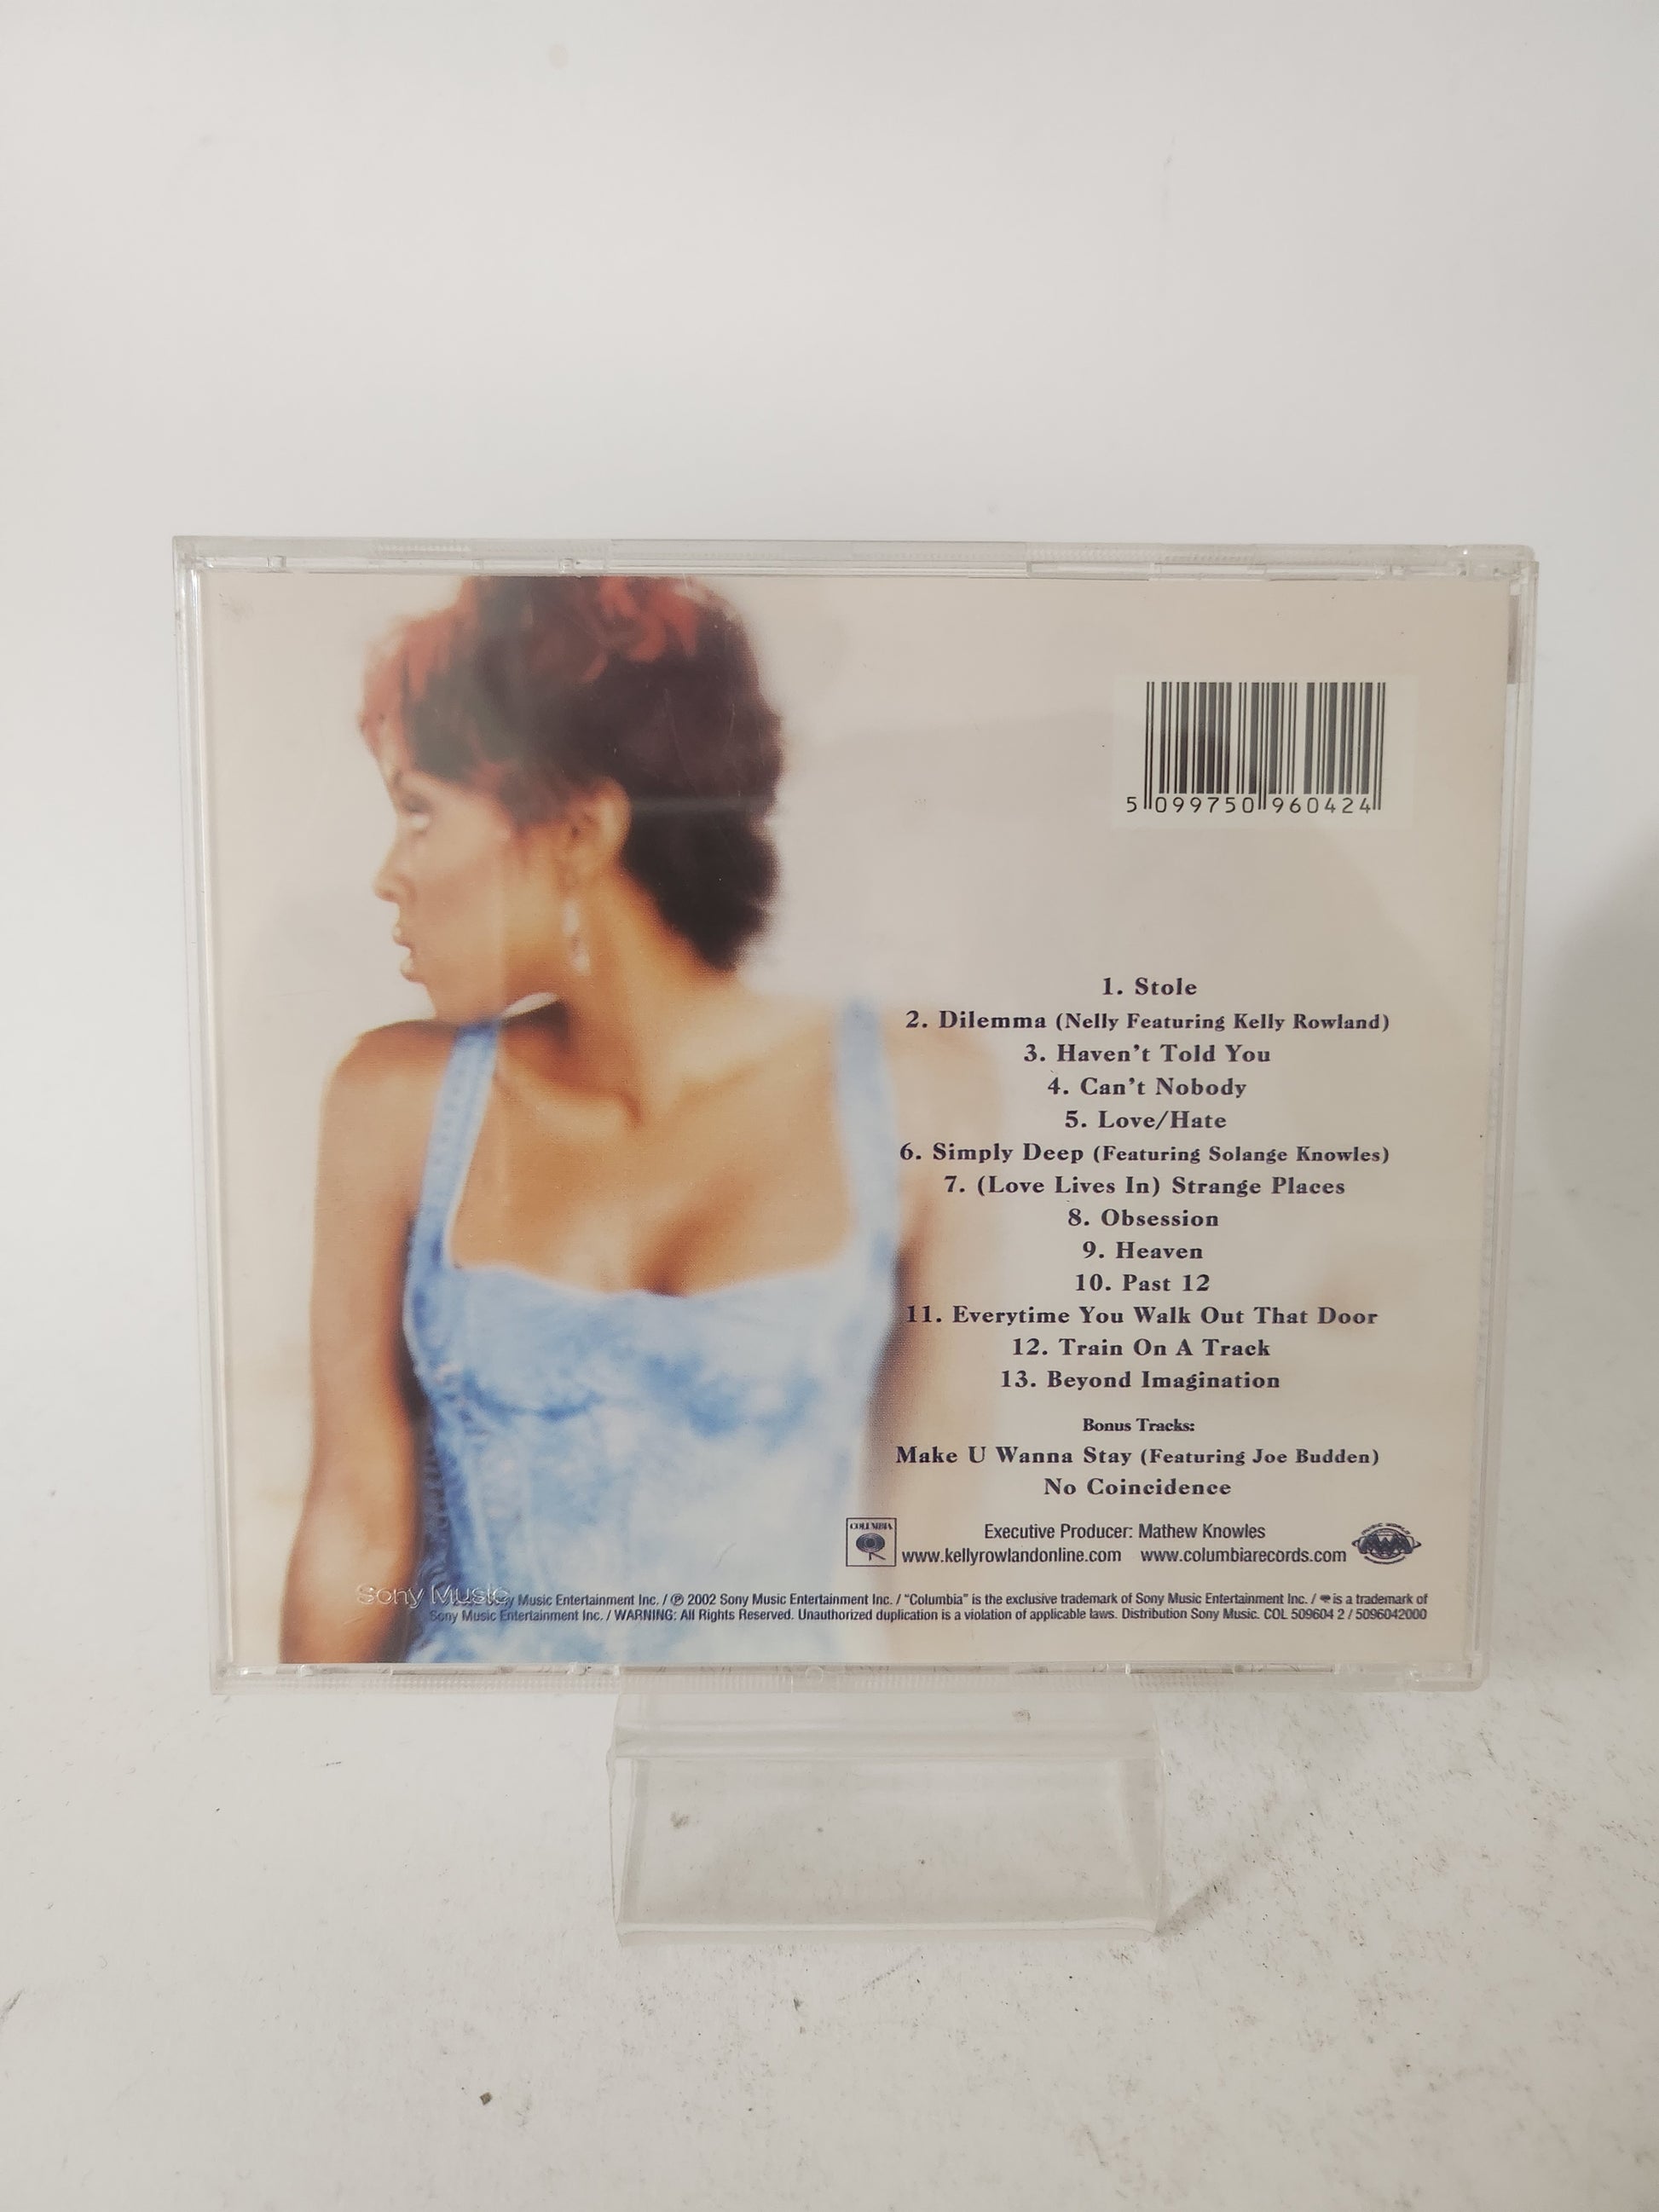 5 099750 960424
1. Stole
2. Dilemma (Nelly Featuring Kelly Rowland)
3. Haven't Told You
4. Can't Nobody
5. Love/Hate
6. Simply Deep (Featuring Solange Knowles)
7. (Love Lives In) Strange Places
8. Obsession
9. Heaven
10. Past 12
11. Everytime You Walk Out That Door
12. Train On A Track
13. Beyond Imagination
Bonus Tracks:
Make U Wanna Stay (Featuring Joe Budden)
No Coincidence
COLUMBIA
Executive Producer: Mathew Knowles
www.kellyrowlandonline.com www.columbiarecords.com
MUSIC WORLD
Sony Music
Music Entertainment Inc. / ℗ 2002 Sony Music Entertainment Inc. / "Columbia" is the exclusive trademark of Sony Music Entertainment Inc. / is a trademark of
Sony Music Entertainment Inc. / WARNING: All Rights Reserved. Unauthorized duplication is a violation of applicable laws. Distribution Sony Music. COL 509604 2 / 5096042000